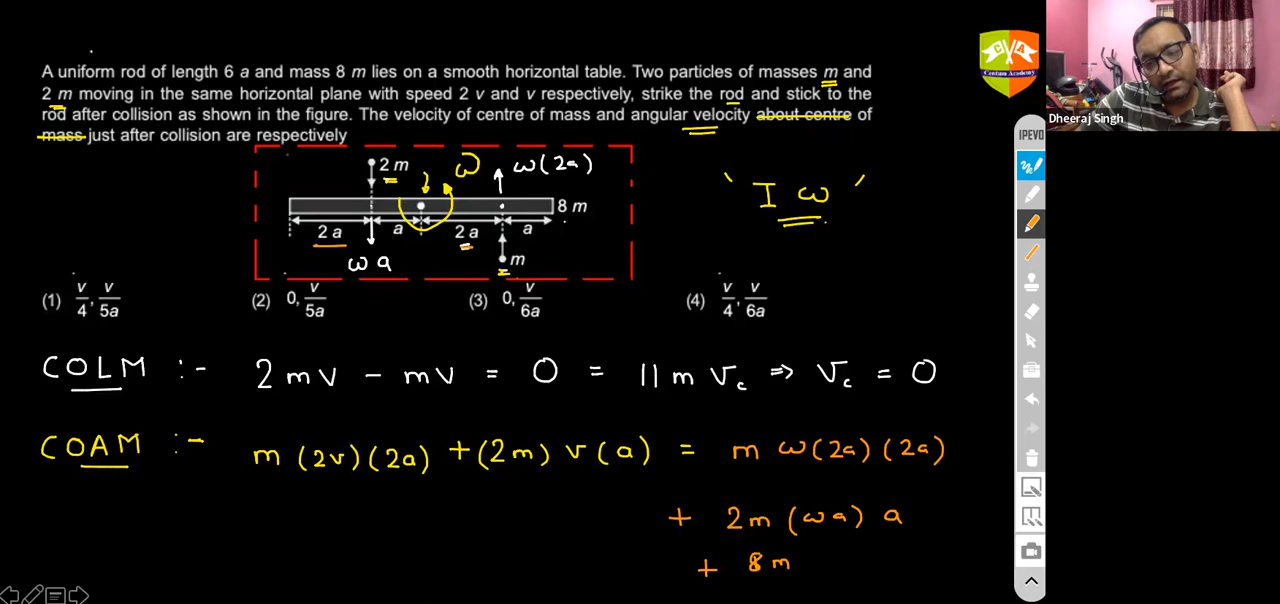 A uniform rod of length 6 a and mass 8 m lies on a smooth horizontal table. Two particles of masses m and
2 m moving in the same horizontal plane with speed 2 v and v respectively, strike the rod and stick to the
rod after collision as shown in the figure. The velocity of centre of mass and angular velocity about centre of
mass just after collision are respectively
Centum Academy
Dheeraj Singh
IPEVO
2 m
ω
ω(2a)
8 m
2 a
a
2 a
a
ωa
m
' I ω '
(1) v/4, v/5a
(2) 0, v/5a
(3) 0, v/6a
(4) v/4, v/6a
COLM :- 2mv - mv = 0 = 11m Vc ⇒ Vc = 0
COAM :- m(2v)(2a) + (2m) v(a) = m ω(2a)(2a)
+ 2m (ωa) a
+ 8m